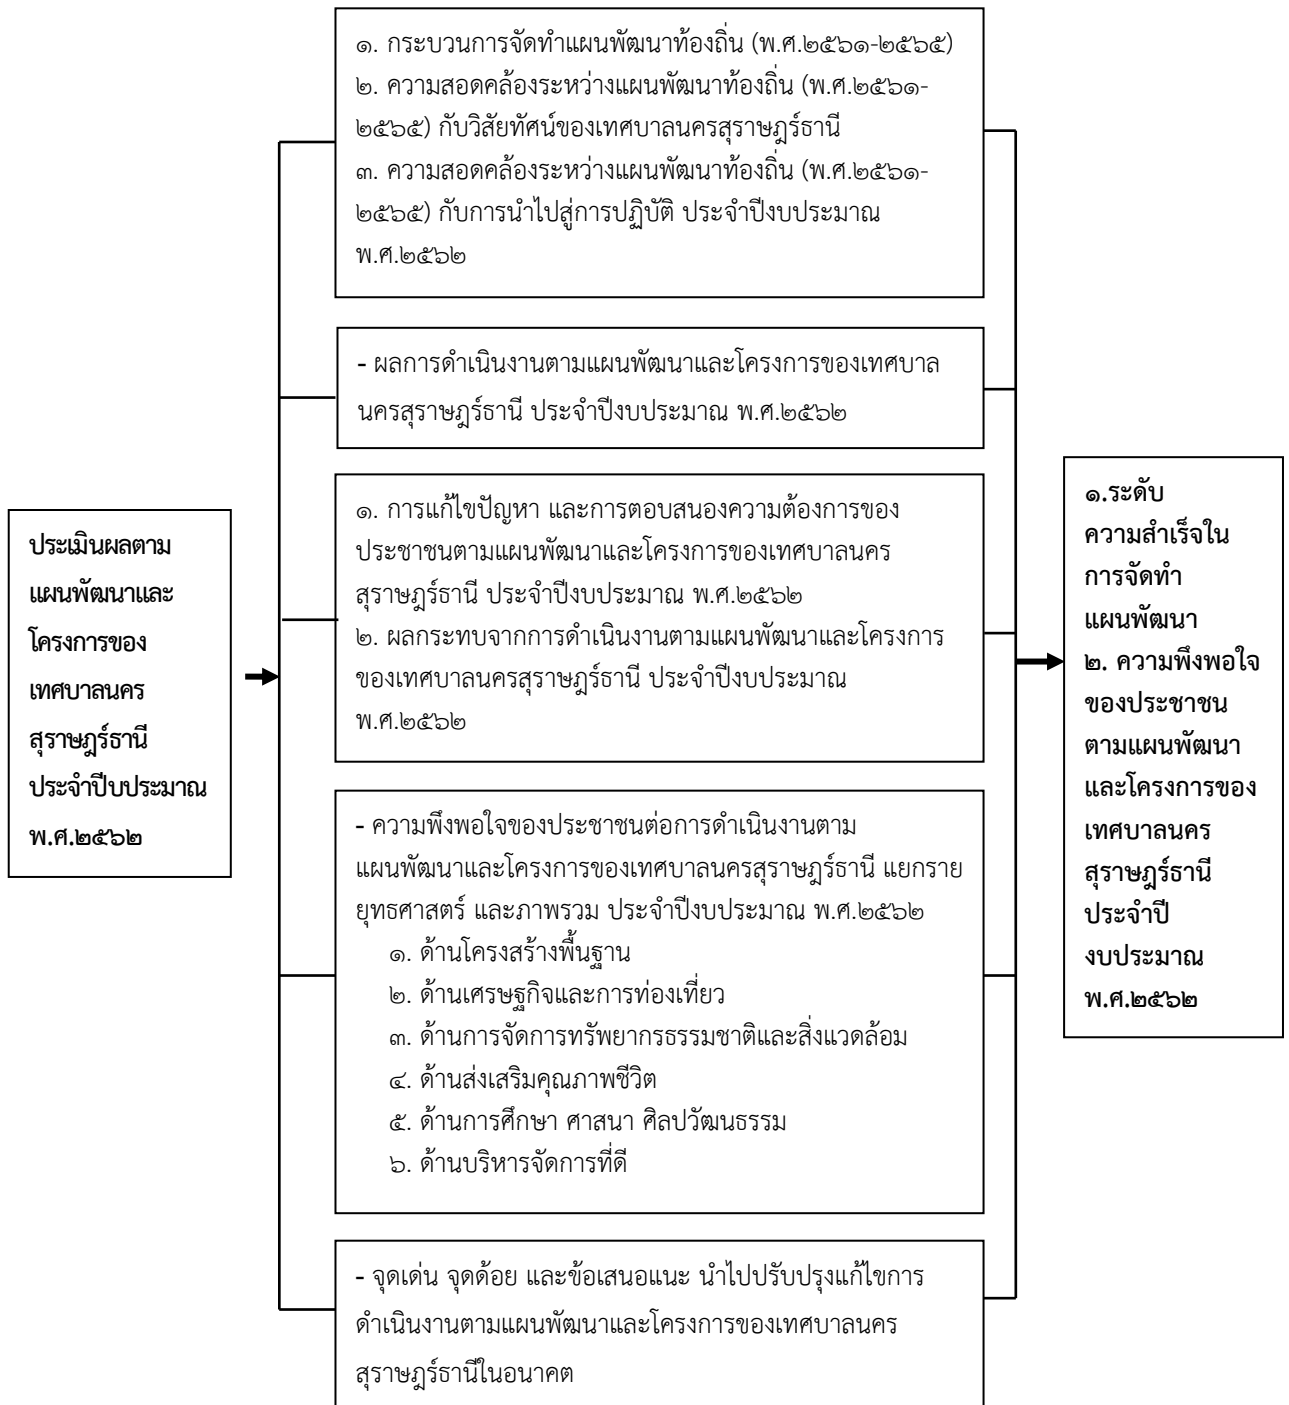 ๑. กระบวนการจัดทำแผนพัฒนาท้องถิ่น (พ.ศ.๒๕๖๑-๒๕๖๕)
๒. ความสอดคล้องระหว่างแผนพัฒนาท้องถิ่น (พ.ศ.๒๕๖๑-
๒๕๖๕) กับวิสัยทัศน์ของเทศบาลนครสุราษฎร์ธานี
๓. ความสอดคล้องระหว่างแผนพัฒนาท้องถิ่น (พ.ศ.๒๕๖๑-
๒๕๖๕) กับการนำไปสู่การปฏิบัติ ประจำปีงบประมาณ
พ.ศ.๒๕๖๒
- ผลการดำเนินงานตามแผนพัฒนาและโครงการของเทศบาล
นครสุราษฎร์ธานี ประจำปีงบประมาณ พ.ศ.๒๕๖๒
ประเมินผลตาม
แผนพัฒนาและ
โครงการของ
เทศบาลนคร
สุราษฎร์ธานี
ประจำปีบประมาณ
พ.ศ.๒๕๖๒
๑. การแก้ไขปัญหา และการตอบสนองความต้องการของ
ประชาชนตามแผนพัฒนาและโครงการของเทศบาลนคร
สุราษฎร์ธานี ประจำปีงบประมาณ พ.ศ.๒๕๖๒
๒. ผลกระทบจากการดำเนินงานตามแผนพัฒนาและโครงการ
ของเทศบาลนครสุราษฎร์ธานี ประจำปีงบประมาณ
พ.ศ.๒๕๖๒
- ความพึงพอใจของประชาชนต่อการดำเนินงานตาม
แผนพัฒนาและโครงการของเทศบาลนครสุราษฎร์ธานี แยกราย
ยุทธศาสตร์ และภาพรวม ประจำปีงบประมาณ พ.ศ.๒๕๖๒
๑. ด้านโครงสร้างพื้นฐาน
๒. ด้านเศรษฐกิจและการท่องเที่ยว
๓. ด้านการจัดการทรัพยากรธรรมชาติและสิ่งแวดล้อม
๔. ด้านส่งเสริมคุณภาพชีวิต
๕. ด้านการศึกษา ศาสนา ศิลปวัฒนธรรม
๖. ด้านบริหารจัดการที่ดี
- จุดเด่น จุดด้อย และข้อเสนอแนะ นำไปปรับปรุงแก้ไขการ
ดำเนินงานตามแผนพัฒนาและโครงการของเทศบาลนคร
สุราษฎร์ธานีในอนาคต
๑.ระดับ
ความสำเร็จใน
การจัดทำ
แผนพัฒนา
๒. ความพึงพอใจ
ของประชาชน
ตามแผนพัฒนา
และโครงการของ
เทศบาลนคร
สุราษฎร์ธานี
ประจำปี
งบประมาณ
พ.ศ.๒๕๖๒